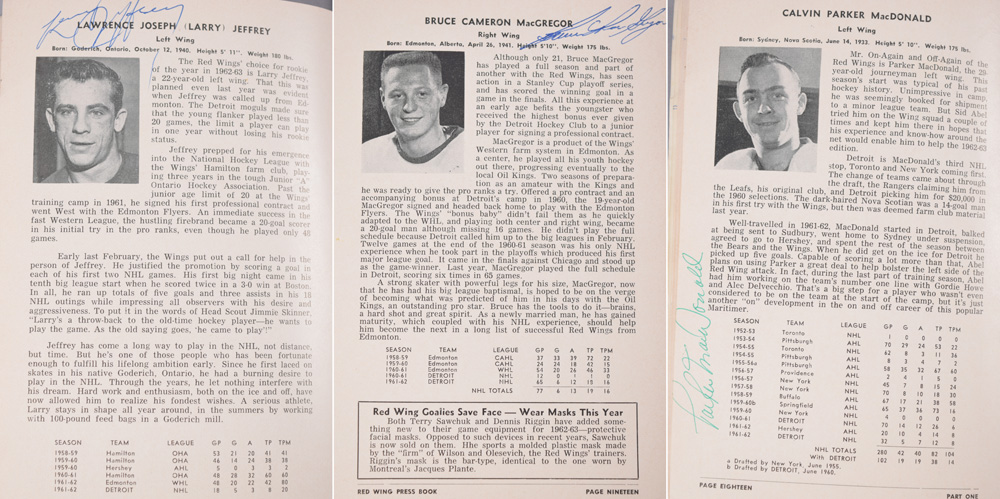 LAWRENCE JOSEPH (LARRY) JEFFREY
Left Wing
Born: Goderich, Ontario, October 12, 1940. Height 5' 11". Weight 180 lbs.
The Red Wings' choice for rookie
of the year in 1962-63 is Larry Jeffrey,
a 22-year-old left wing. That this was
planned even last year was evident
when Jeffrey was called up from Ed-
monton. The Detroit moguls made sure
that the young flanker played less than
20 games, the limit a player can play
in one year without losing his rookie
status.
Jeffrey prepped for his emergence
into the National Hockey League with
the Wings' Hamilton farm club, play-
ing three years in the tough Junior "A"
Ontario Hockey Association. Past the
junior age limit of 20 at the Wings'
training camp in 1961, he signed his first professional contract and
went West with the Edmonton Flyers. An immediate success in the
fast Western League, the hustling firebrand became a 20-goal scorer
in his initial try in the pro ranks, even though he played only 48
games.
Early last February, the Wings put out a call for help in the
person of Jeffrey. He justified the promotion by scoring a goal in
each of his first two NHL games. His first big night came in his
tenth big league start when he scored twice in a 3-0 win at Boston.
In all, he ran up totals of five goals and three assists in his 18
NHL outings while impressing all observers with his desire and
aggressiveness. To put it in the words of Head Scout Jimmie Skinner,
"Larry's a throw-back to the old-time hockey player—he wants to
play the game. As the old saying goes, 'he came to play!'"
Jeffrey has come a long way to play in the NHL, not distance,
but time. But he's one of those people who has been fortunate
enough to fulfill his lifelong ambition early. Since he first laced on
skates in his native Goderich, Ontario, he had a burning desire to
play in the NHL. Through the years, he let nothing interfere with
his dream. Hard work and enthusiasm, both on the ice and off, have
now allowed him to realize his fondest wishes. A serious athlete,
Larry stays in shape all year around, in the summers by working
with 100-pound feed bags in a Goderich mill.
SEASON TEAM LEAGUE GP G A TP TPM
1958-59 Hamilton OHA 53 21 20 41 41
1959-60 Hamilton OHA 46 14 24 38 38
1959-60 Hershey AHL 5 0 3 3 2
1960-61 Hamilton OHA 48 28 32 60 60
1961-62 Edmonton WHL 48 20 22 42 80
1961-62 DETROIT NHL 18 5 3 8 20
BRUCE CAMERON MacGREGOR
Right Wing
Born: Edmonton, Alberta, April 26, 1941. Height 5'10". Weight 175 lbs.
Although only 21, Bruce MacGregor
has played a full season and part of
another with the Red Wings, has seen
action in a Stanley Cup playoff series,
and has scored the winning goal in a
game in the finals. All this experience at
an early age befits the youngster who
received the highest bonus ever given
by the Detroit Hockey Club to a junior
player for signing a professional contract.
MacGregor is a product of the Wings'
Western farm system in Edmonton. As
a center, he played all his youth hockey
out there, progressing eventually to the
local Oil Kings. Two seasons of prepara-
tion as an amateur with the Kings and
he was ready to give the pro ranks a try. Offered a pro contract and an
accompanying bonus at Detroit's camp in 1960, the 19-year-old
MacGregor signed and headed back home to play with the Edmonton
Flyers. The Wings' "bonus baby" didn't fail them as he quickly
adapted to the WHL, and playing both center and right wing, became
a 20-goal man although missing 16 games. He didn't play the full
schedule because Detroit called him up to the big leagues in February.
Twelve games at the end of the 1960-61 season was his only NHL
experience when he took part in the playoffs which produced his first
major league goal. It came in the finals against Chicago and stood up
as the game-winner. Last year, MacGregor played the full schedule
in Detroit, scoring six times in 65 games.
A strong skater with powerful legs for his size, MacGregor, now
that he has had his big league baptismal, is hoped to be on the verge
of becoming what was predicted of him in his days with the Oil
Kings, an outstanding pro star. Bruce has the tools to do it—brains,
a hard shot and great spirit. As a newly married man, he has gained
maturity, which coupled with his NHL experience, should help
him become the next in a long list of successful Red Wings from
Edmonton.
SEASON TEAM LEAGUE GP G A TP TPM
1958-59 Edmonton CAHL 37 33 39 72 22
1959-60 Edmonton CAHL 24 24 18 42 15
1960-61 Edmonton WHL 54 20 26 46 33
1960-61 DETROIT NHL 12 0 1 1 0
1961-62 DETROIT NHL 65 6 12 18 16
NHL TOTALS 77 6 13 19 16
Red Wing Goalies Save Face — Wear Masks This Year
Both Terry Sawchuk and Dennis Riggin have added some-
thing new to their game equipment for 1962-63—protective
facial masks. Opposed to such devices in recent years, Sawchuk
is now sold on them. Hhe sports a molded plastic mask made
by the "firm" of Wilson and Olesevich, the Red Wings' trainers.
Riggin's mask is the bar-type, identical to the one worn by
Montreal's Jacques Plante.
RED WING PRESS BOOK PAGE NINETEEN
CALVIN PARKER MacDONALD
Left Wing
Born: Sydney, Nova Scotia, June 14, 1933. Height 5' 10". Weight 175 lbs.
Mr. On-Again and Off-Again of the
Red Wings is Parker MacDonald, the 29-
year-old journeyman left wing. This
season's start was typical of his past
hockey history. Unimpressive in camp,
he was seemingly hooked for shipment
to a minor league team. But Sid Abel
tried him on the Wing squad a couple of
times and kept him there in hopes that
his experience and know-how around the
net would enable him to help the 1962-63
edition.
Detroit is MacDonald's third NHL
stop, Toronto and New York coming first.
The change of teams came about through
the draft, the Rangers claiming him from
the Leafs, his original club, and Detroit picking him for $20,000 in
the 1960 selections. The dark-haired Nova Scotian was a 14-goal man
in his first try with the Wings, but then was deemed farm club material
last year.
Well-travelled in 1961-62, MacDonald started in Detroit, balked
at being sent to Sudbury, went home to Sydney under suspension,
agreed to go to Hershey, and spent the rest of the season between
the Bears and the Wings. When he did get on the ice for Detroit he
picked up five goals. Capable of scoring a lot more than that, Abel
plans on using Parker a great deal to help bolster the left side of the
Red Wing attack. In fact, during the last part of training season, Abel
had him working on the team's number one line with Gordie Howe
and Alec Delvecchio. That's a big step for a player who wasn't even
considered to be on the team at the start of the camp, but it's just
another "on" development in the on and off career of this popular
Maritimer.
Parker MacDonald
SEASON TEAM LEAGUE GP G A TP TPM
1952-53 Toronto NHL 1 0 0 0 0
1953-54 Pittsburgh AHL 70 29 24 53 22
1954-55 Toronto NHL 62 8 3 11 36
1955-56 Pittsburgh AHL 8 3 4 7 2
1956-57 Providence AHL 58 35 32 67 60
1956-57 New York NHL
1957-58 New York NHL 45 7 8 15 24
1958-59 Buffalo AHL
1959-60b Springfield AHL
1959-60 New York NHL 4 0 0 0 0
1960-61 DETROIT NHL 70 14 12 26 6
1961-62 Hershey AHL 20 10 4 14 8
1961-62 DETROIT NHL 32 5 7 12 8
NHL TOTALS 280 42 40 82 104
WITH DETROIT 102 19 19 38 14
a Drafted by New York, June 1955.
b Drafted by DETROIT, June 1960.
PAGE EIGHTEEN PART ONE